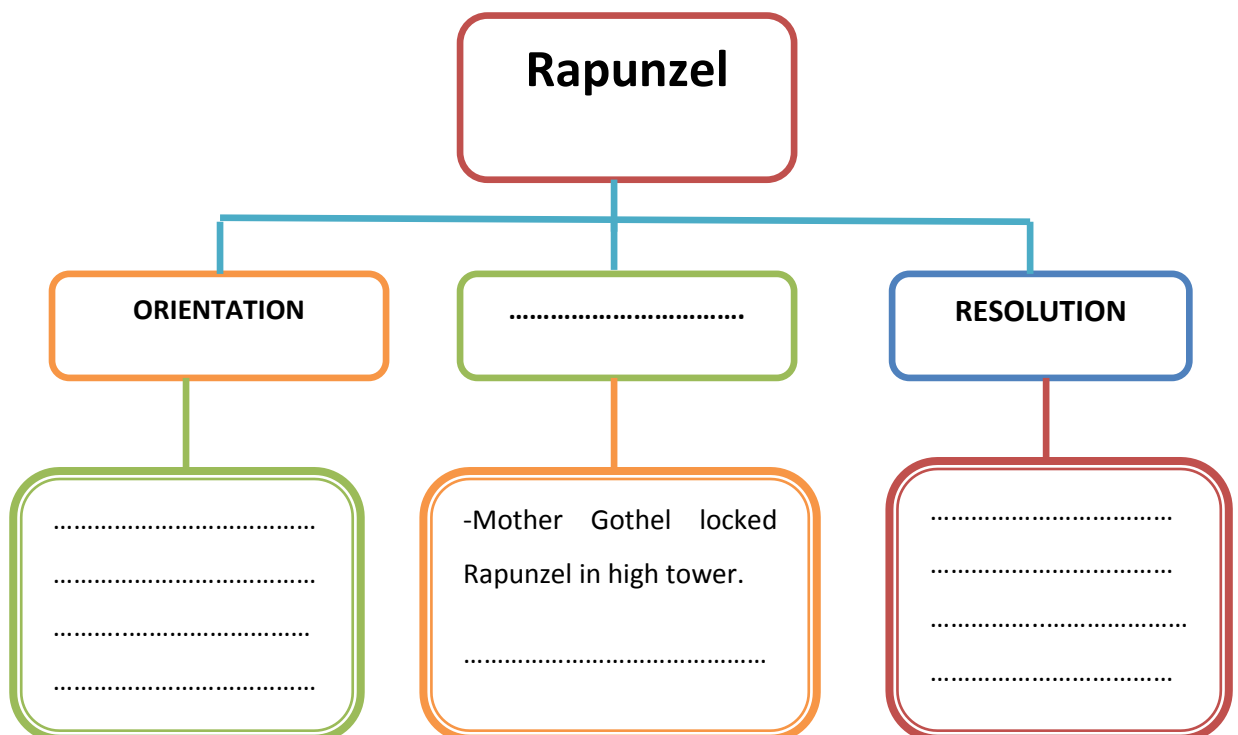 Rapunzel
ORIENTATION
……………………………….
RESOLUTION
…………………………………
…………………………………
……….………………………
…………………………………
-Mother Gothel locked
Rapunzel in high tower.
………………………………………
………………………………
………………………………
……………..…………………
………………………………